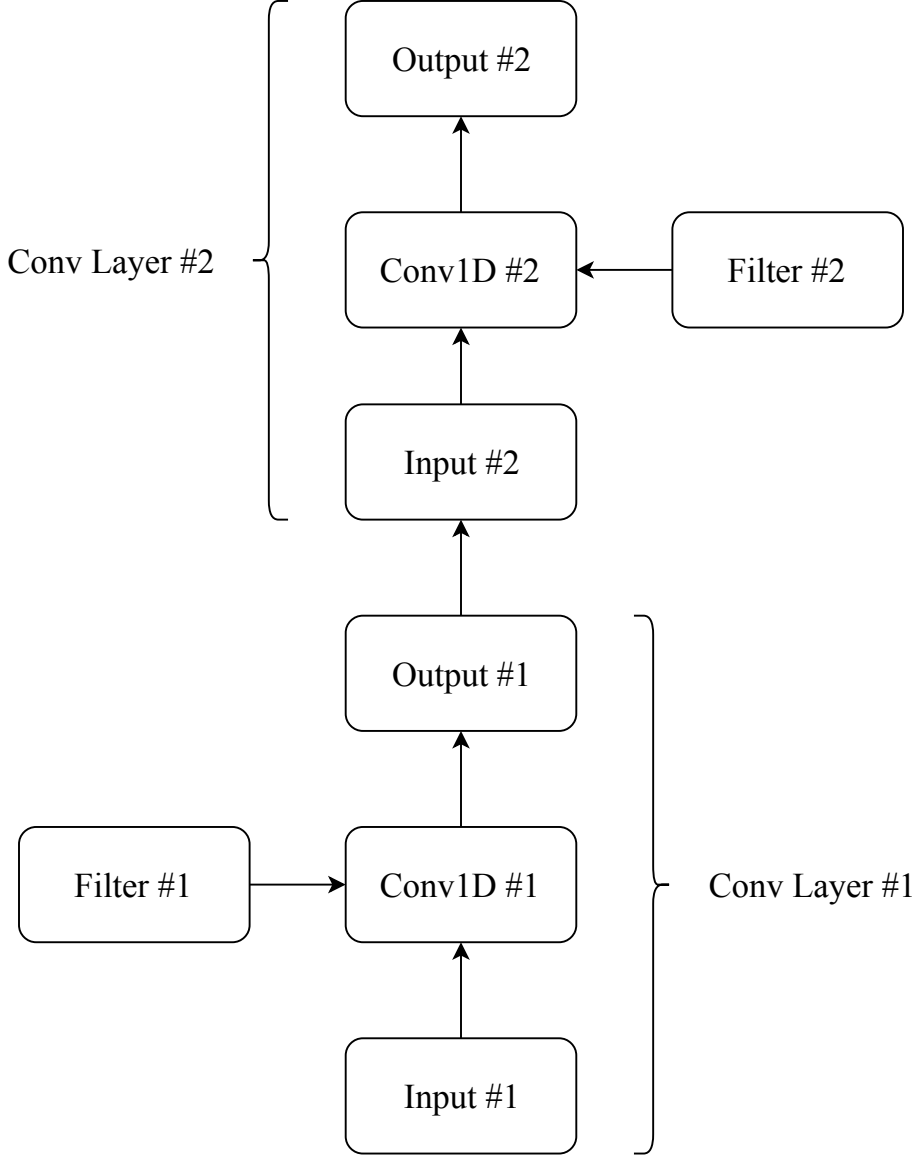 Output #2
Conv Layer #2
Conv1D #2
Filter #2
Input #2
Output #1
Filter #1
Conv1D #1
Conv Layer #1
Input #1